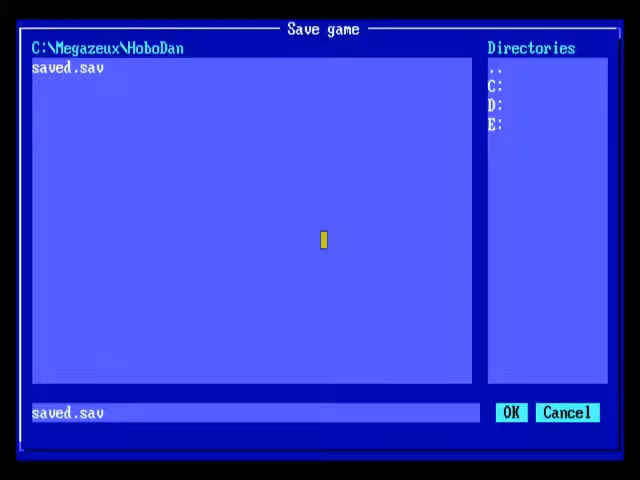 Save game
C:\Megazeux\HoboDan
Directories
saved.sav
..
C:
D:
E:
saved.sav
OK
Cancel